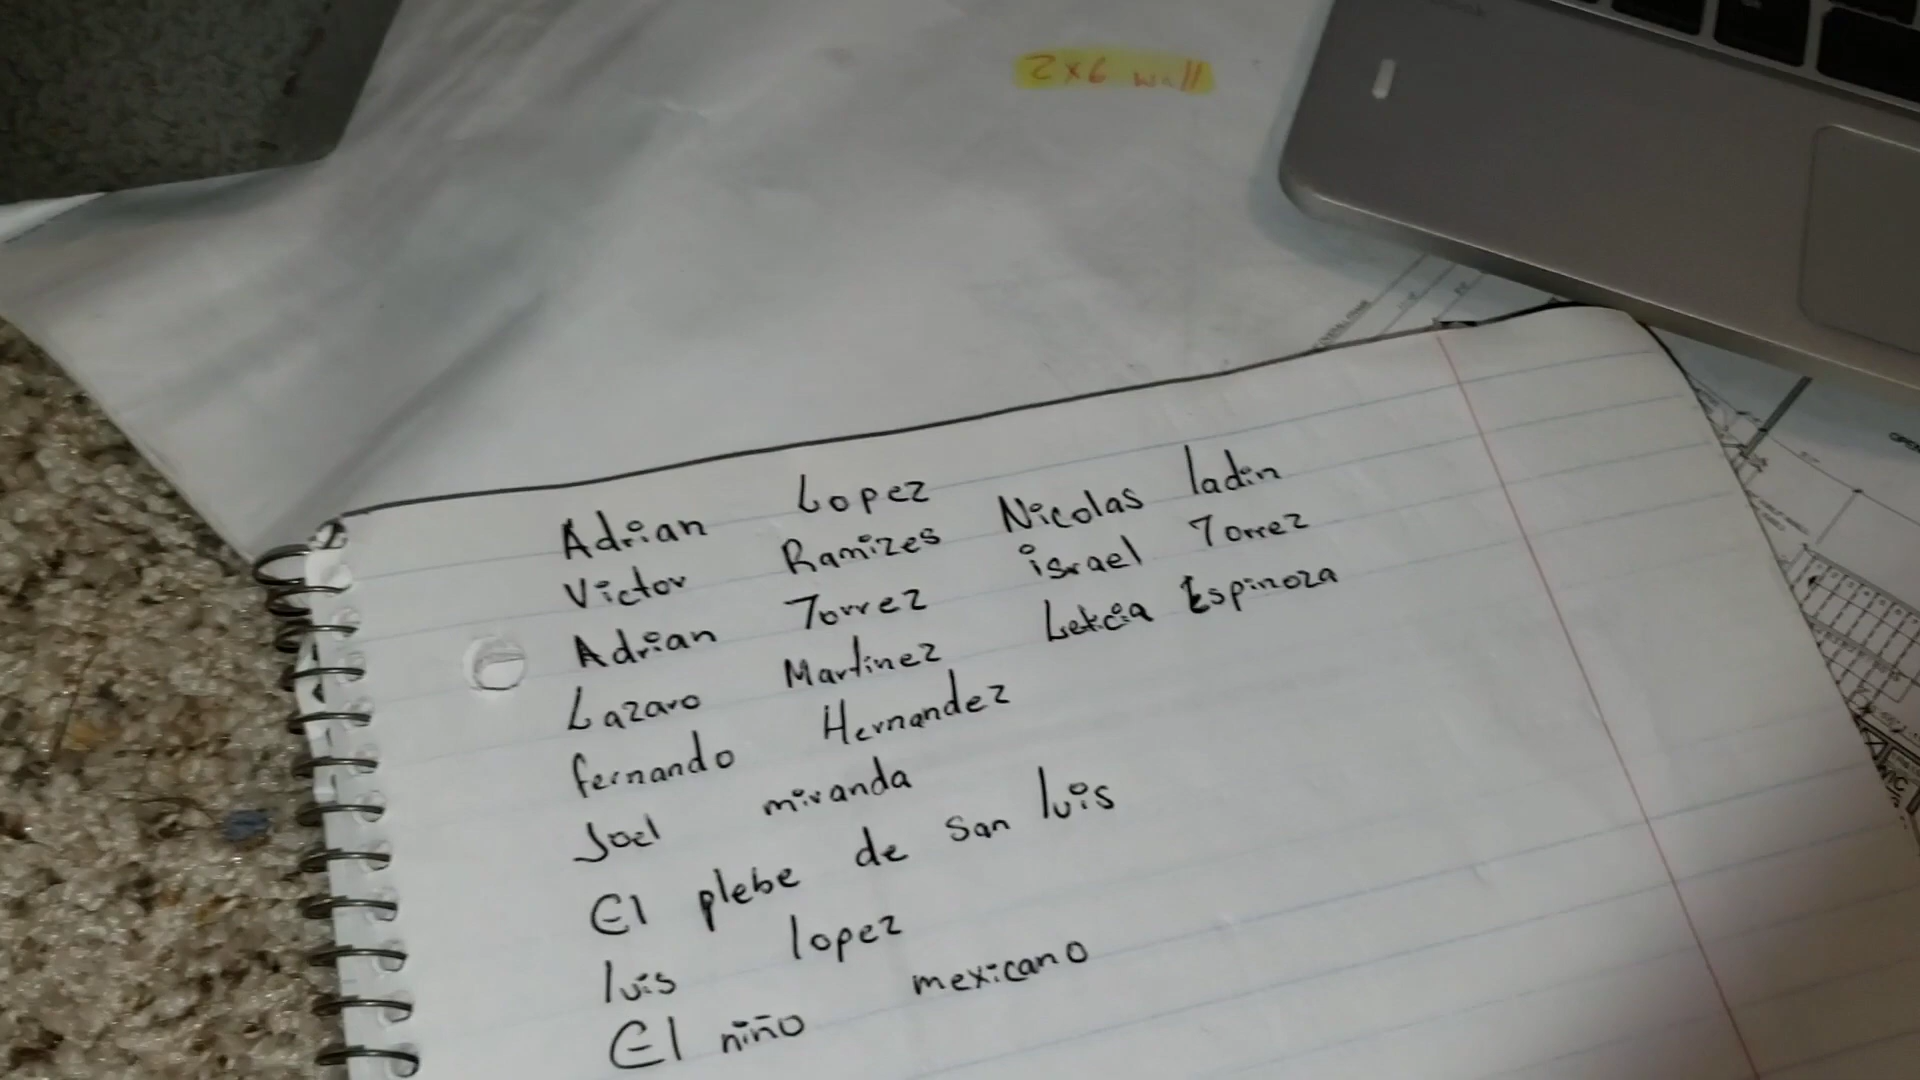 2x6 wall
Adrian Lopez
Victor Ramizes Nicolas ladin
Adrian Torrez israel Torrez
Lazaro Martinez Leticia Espinoza
fernando Hernandez
Joel miranda
El plebe de san luis
luis lopez
El niño mexicano